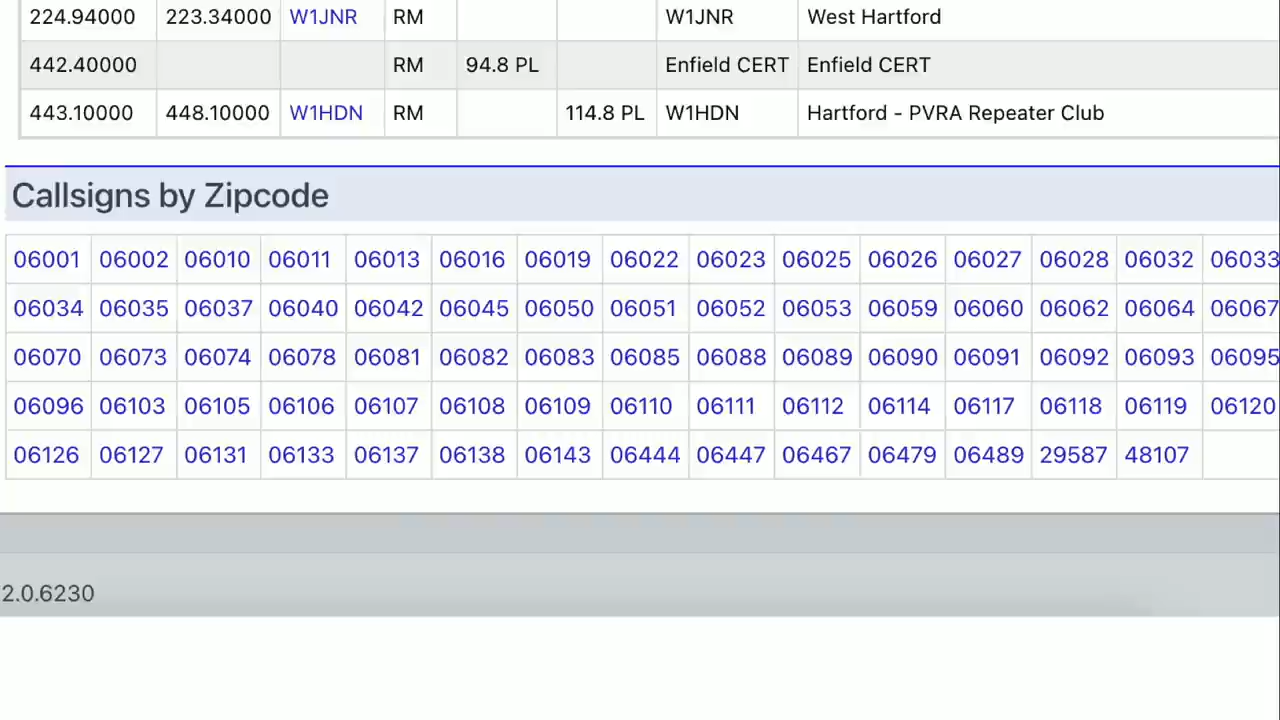 224.94000 223.34000 W1JNR RM W1JNR West Hartford
442.40000 RM 94.8 PL Enfield CERT Enfield CERT
443.10000 448.10000 W1HDN RM 114.8 PL W1HDN Hartford - PVRA Repeater Club
Callsigns by Zipcode
06001 06002 06010 06011 06013 06016 06019 06022 06023 06025 06026 06027 06028 06032 06033
06034 06035 06037 06040 06042 06045 06050 06051 06052 06053 06059 06060 06062 06064 06067
06070 06073 06074 06078 06081 06082 06083 06085 06088 06089 06090 06091 06092 06093 06095
06096 06103 06105 06106 06107 06108 06109 06110 06111 06112 06114 06117 06118 06119 06120
06126 06127 06131 06133 06137 06138 06143 06444 06447 06467 06479 06489 29587 48107
2.0.6230